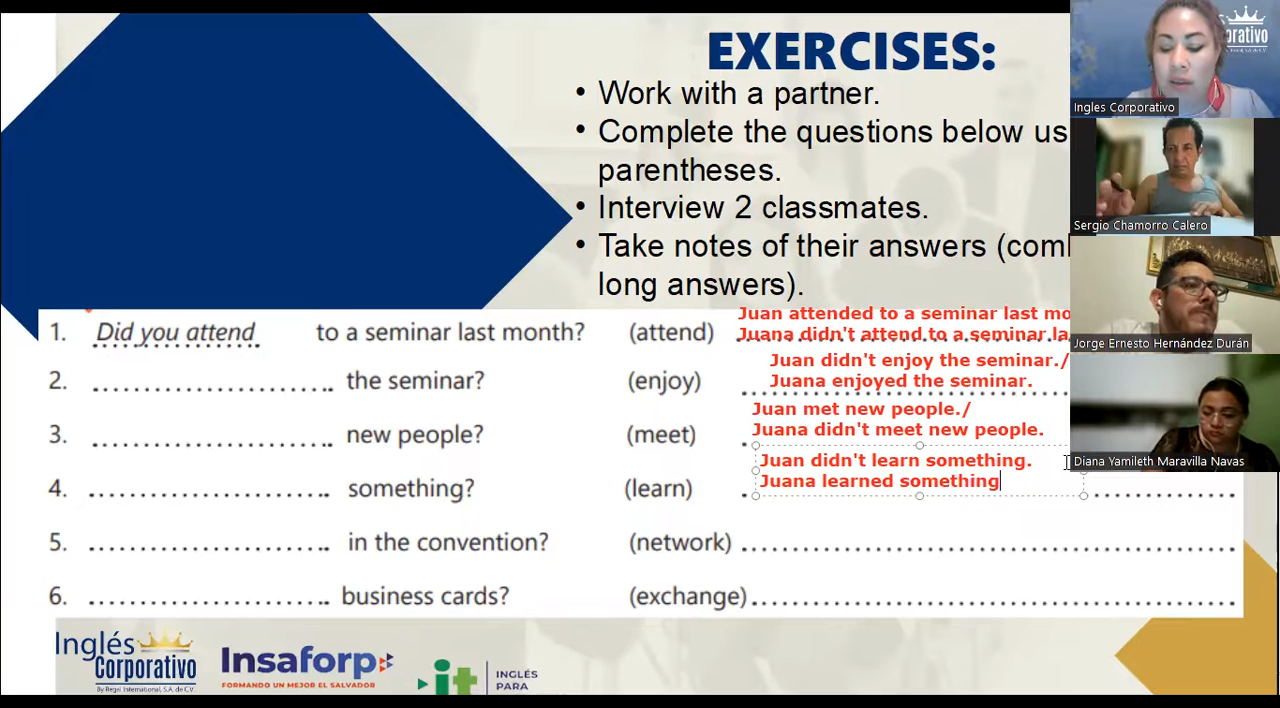 EXERCISES:
• Work with a partner.
• Complete the questions below us
parentheses.
• Interview 2 classmates.
• Take notes of their answers (com
long answers).
1. Did you attend to a seminar last month? (attend)
Juan attended to a seminar last mo
Juana didn't attend to a seminar la
2. the seminar? (enjoy)
Juan didn't enjoy the seminar./
Juana enjoyed the seminar.
3. new people? (meet)
Juan met new people./
Juana didn't meet new people.
4. something? (learn)
Juan didn't learn something.
Juana learned something
5. in the convention? (network)
6. business cards? (exchange)
Inglés
Corporativo
By Regal International, S.A. de C.V.
Insaforp
FORMANDO UN MEJOR EL SALVADOR
it
INGLÉS
PARA
Ingles Corporativo
Sergio Chamorro Calero
Jorge Ernesto Hernández Durán
Diana Yamileth Maravilla Navas